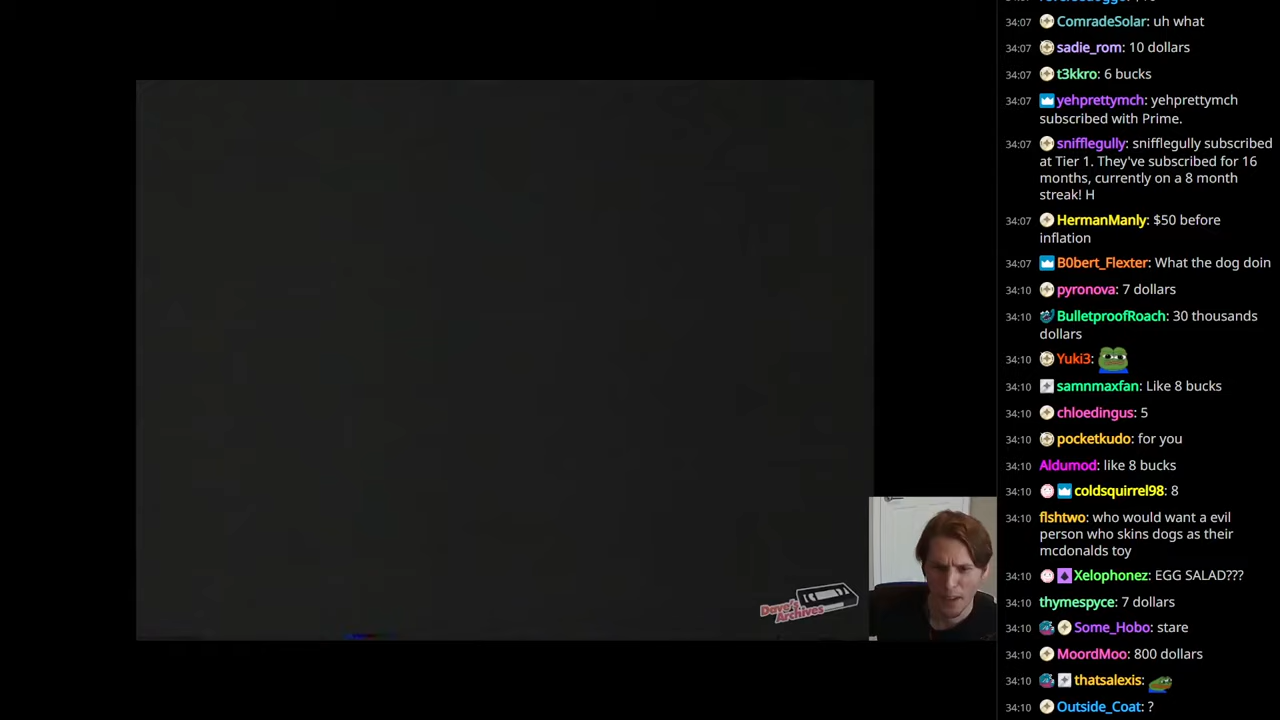 34:07 ComradeSolar: uh what
34:07 sadie_rom: 10 dollars
34:07 t3kkro: 6 bucks
34:07 yehprettymch: yehprettymch
subscribed with Prime.
34:07 snifflegully: snifflegully subscribed
at Tier 1. They've subscribed for 16
months, currently on a 8 month
streak! H
34:07 HermanManly: $50 before
inflation
34:07 B0bert_Flexter: What the dog doin
34:10 pyronova: 7 dollars
34:10 BulletproofRoach: 30 thousands
dollars
34:10 Yuki3:
34:10 samnmaxfan: Like 8 bucks
34:10 chloedingus: 5
34:10 pocketkudo: for you
34:10 Aldumod: like 8 bucks
34:10 coldsquirrel98: 8
34:10 flshtwo: who would want a evil
person who skins dogs as their
mcdonalds toy
34:10 Xelophonez: EGG SALAD???
34:10 thymespyce: 7 dollars
34:10 Some_Hobo: stare
34:10 MoordMoo: 800 dollars
34:10 thatsalexis:
34:10 Outside_Coat: ?
Dave's
Archives